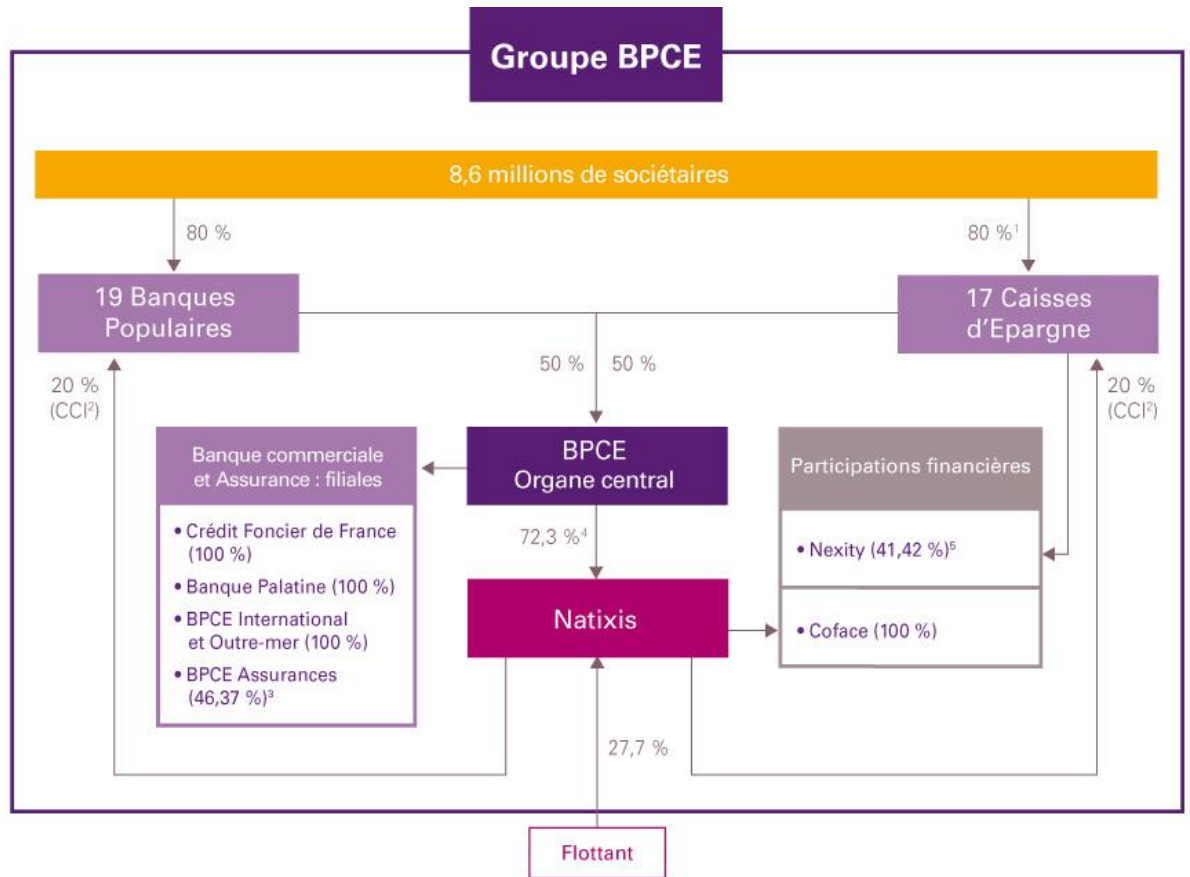 Groupe BPCE
8,6 millions de sociétaires
80 %
80 %¹
19 Banques
Populaires
17 Caisses
d'Epargne
50 %
50 %
20 %
(CCI²)
20 %
(CCI²)
Banque commerciale
et Assurance : filiales
• Crédit Foncier de France
(100 %)
• Banque Palatine (100 %)
• BPCE International
et Outre-mer (100 %)
• BPCE Assurances
(46,37 %)³
BPCE
Organe central
72,3 %⁴
Natixis
Participations financières
• Nexity (41,42 %)⁵
• Coface (100 %)
27,7 %
Flottant